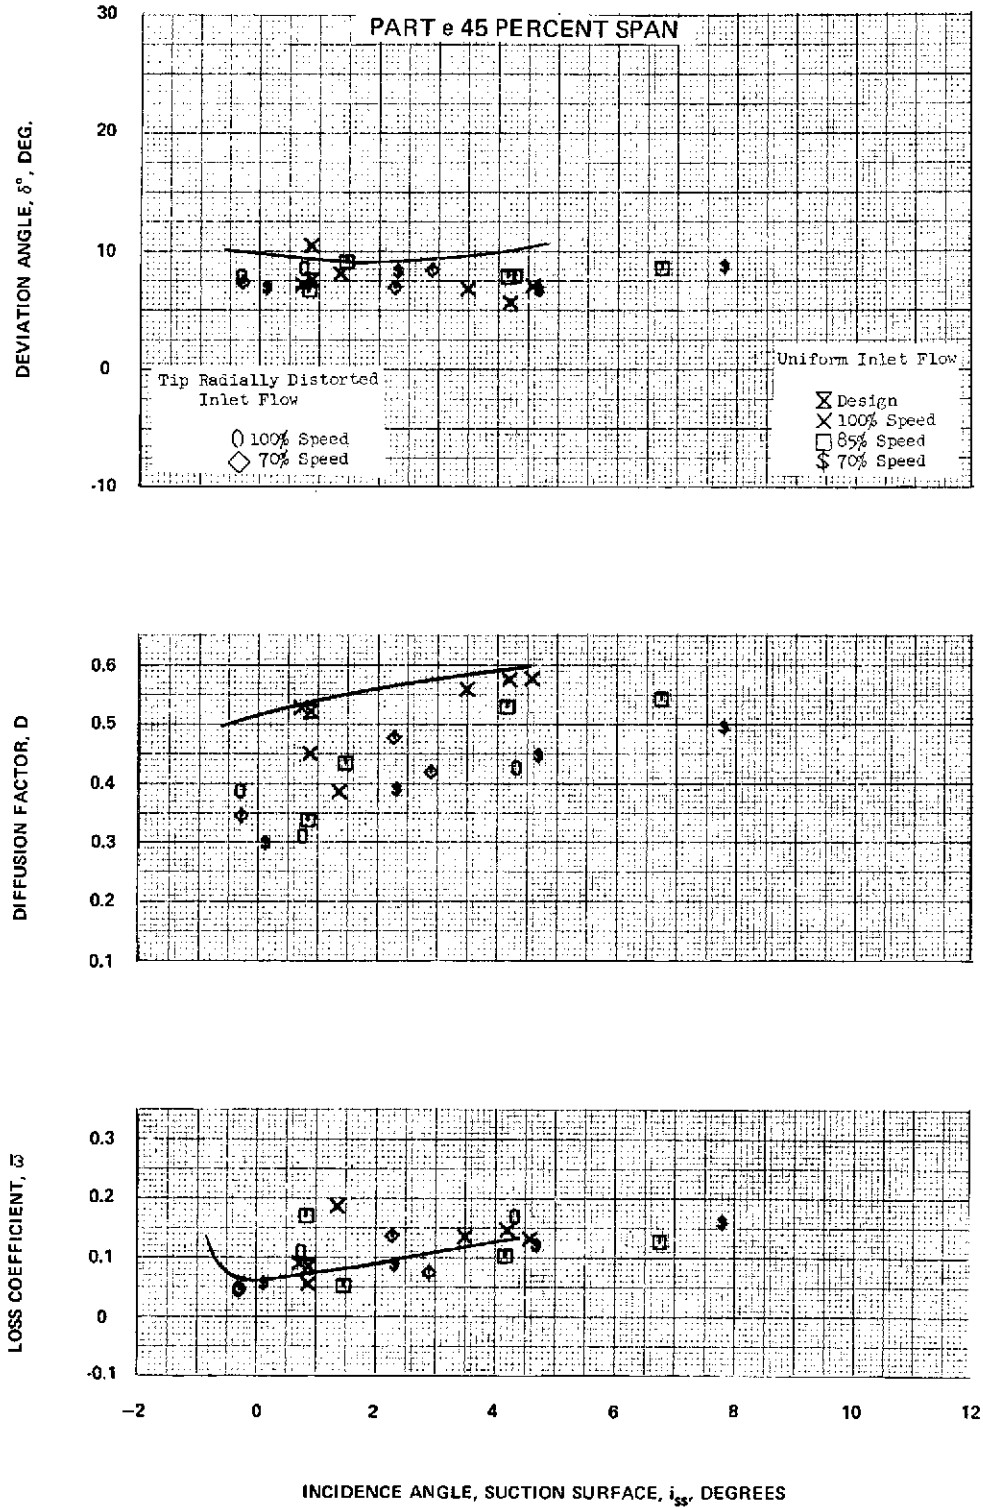 PART e 45 PERCENT SPAN
30
20
10
0
-10
DEVIATION ANGLE, δ°, DEG.
Tip Radially Distorted
Inlet Flow
100% Speed
70% Speed
Uniform Inlet Flow
Design
100% Speed
85% Speed
$ 70% Speed
0.6
0.5
0.4
0.3
0.2
0.1
DIFFUSION FACTOR, D
0.3
0.2
0.1
0
-0.1
LOSS COEFFICIENT, ω̅
−2 0 2 4 6 8 10 12
INCIDENCE ANGLE, SUCTION SURFACE, iss, DEGREES